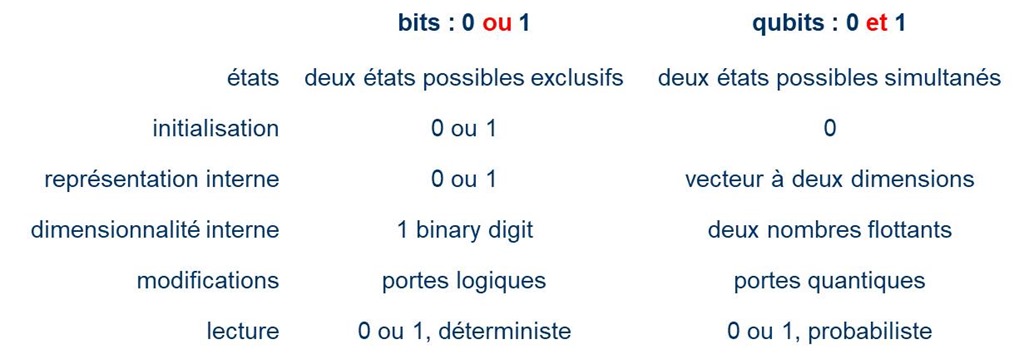 bits : 0 ou 1 qubits : 0 et 1
états deux états possibles exclusifs deux états possibles simultanés
initialisation 0 ou 1 0
représentation interne 0 ou 1 vecteur à deux dimensions
dimensionnalité interne 1 binary digit deux nombres flottants
modifications portes logiques portes quantiques
lecture 0 ou 1, déterministe 0 ou 1, probabiliste